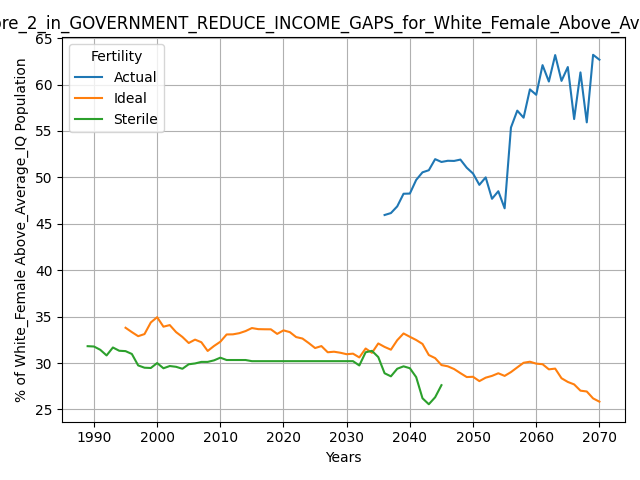 ore_2_in_GOVERNMENT_REDUCE_INCOME_GAPS_for_White_Female_Above_Av
65
60
55
50
45
40
35
30
25
% of White_Female Above_Average_IQ Population
Fertility
Actual
Ideal
Sterile
1990 2000 2010 2020 2030 2040 2050 2060 2070
Years